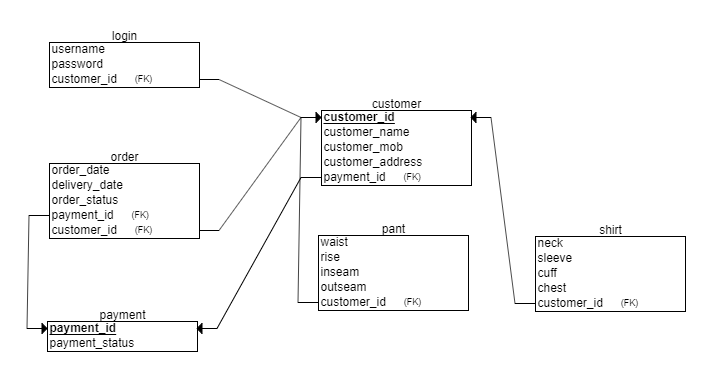 login
username
password
customer_id (FK)
customer
customer_id
customer_name
customer_mob
customer_address
payment_id (FK)
order
order_date
delivery_date
order_status
payment_id (FK)
customer_id (FK)
pant
waist
rise
inseam
outseam
customer_id (FK)
shirt
neck
sleeve
cuff
chest
customer_id (FK)
payment
payment_id
payment_status